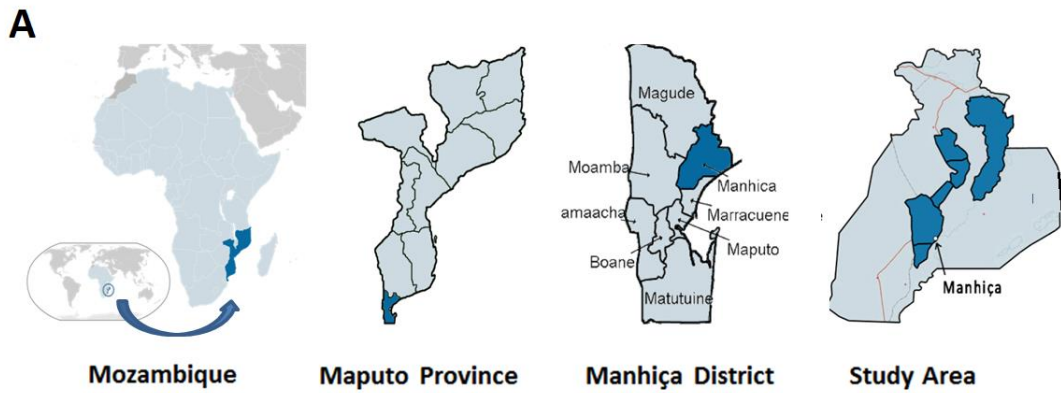 A
Magude
Moamba
Manhica
amaacha
Marracuene
Maputo
Boane
Matutuine
e
Manhiça
Mozambique
Maputo Province
Manhiça District
Study Area